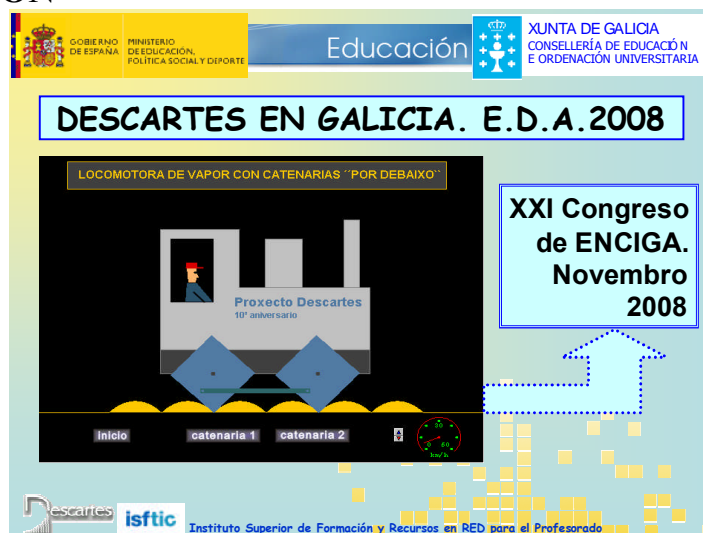 GOBIERNO
DE ESPAÑA
MINISTERIO
DE EDUCACIÓN,
POLÍTICA SOCIAL Y DEPORTE
Educación
XUNTA DE GALICIA
CONSELLERÍA DE EDUCACIÓN
E ORDENACIÓN UNIVERSITARIA
DESCARTES EN GALICIA. E.D.A.2008
LOCOMOTORA DE VAPOR CON CATENARIAS ´´POR DEBAIXO``
Proxecto Descartes
10º aniversario
XXI Congreso
de ENCIGA.
Novembro
2008
inicio
catenaria 1
catenaria 2
30
0
60
km/h
Descartes
isftic
Instituto Superior de Formación y Recursos en RED para el Profesorado